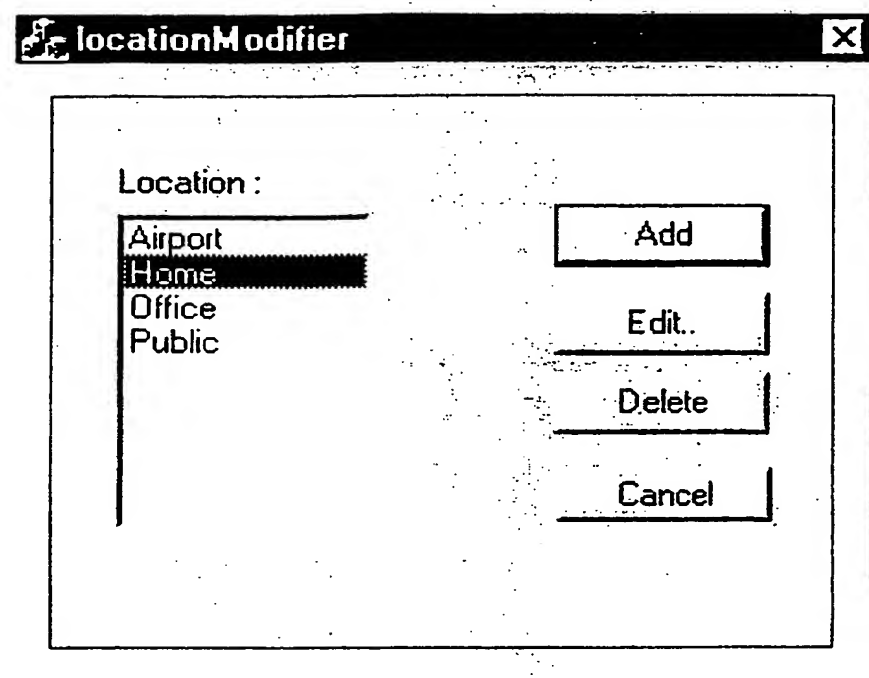 locationModifier
Location :
Airport
Home
Office
Public
Add
Edit..
Delete
Cancel